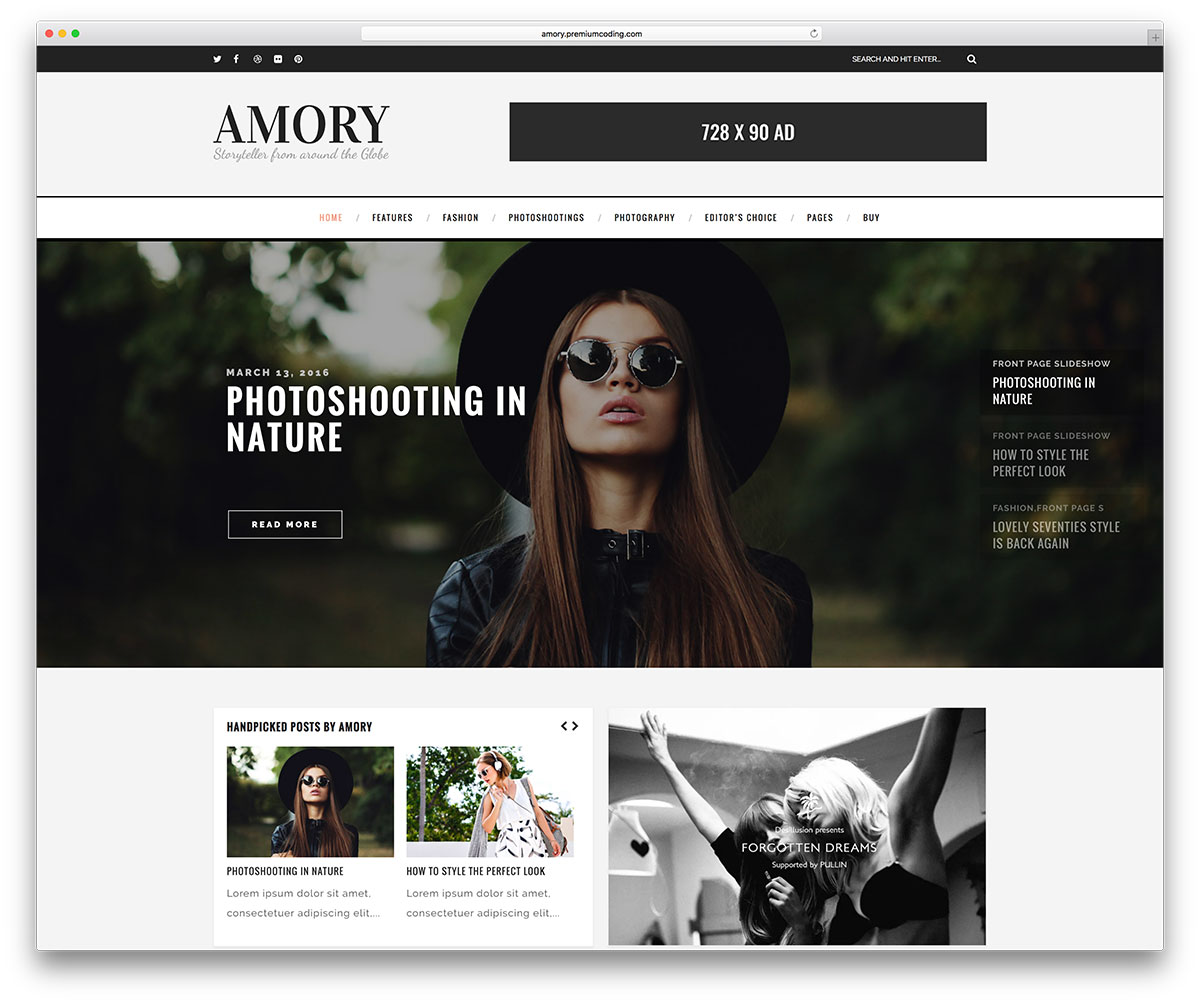 amory.premiumcoding.com
SEARCH AND HIT ENTER...
AMORY
Storyteller from around the Globe
728 X 90 AD
HOME / FEATURES / FASHION / PHOTOSHOOTINGS / PHOTOGRAPHY / EDITOR'S CHOICE / PAGES / BUY
MARCH 13, 2016
PHOTOSHOOTING IN
NATURE
READ MORE
FRONT PAGE SLIDESHOW
PHOTOSHOOTING IN
NATURE
FRONT PAGE SLIDESHOW
HOW TO STYLE THE
PERFECT LOOK
FASHION,FRONT PAGE S
LOVELY SEVENTIES STYLE
IS BACK AGAIN
HANDPICKED POSTS BY AMORY
PHOTOSHOOTING IN NATURE
Lorem ipsum dolor sit amet,
consectetuer adipiscing elit,...
HOW TO STYLE THE PERFECT LOOK
Lorem ipsum dolor sit amet,
consectetuer adipiscing elit,...
Desillusion presents
FORGOTTEN DREAMS
Supported by PULLIN